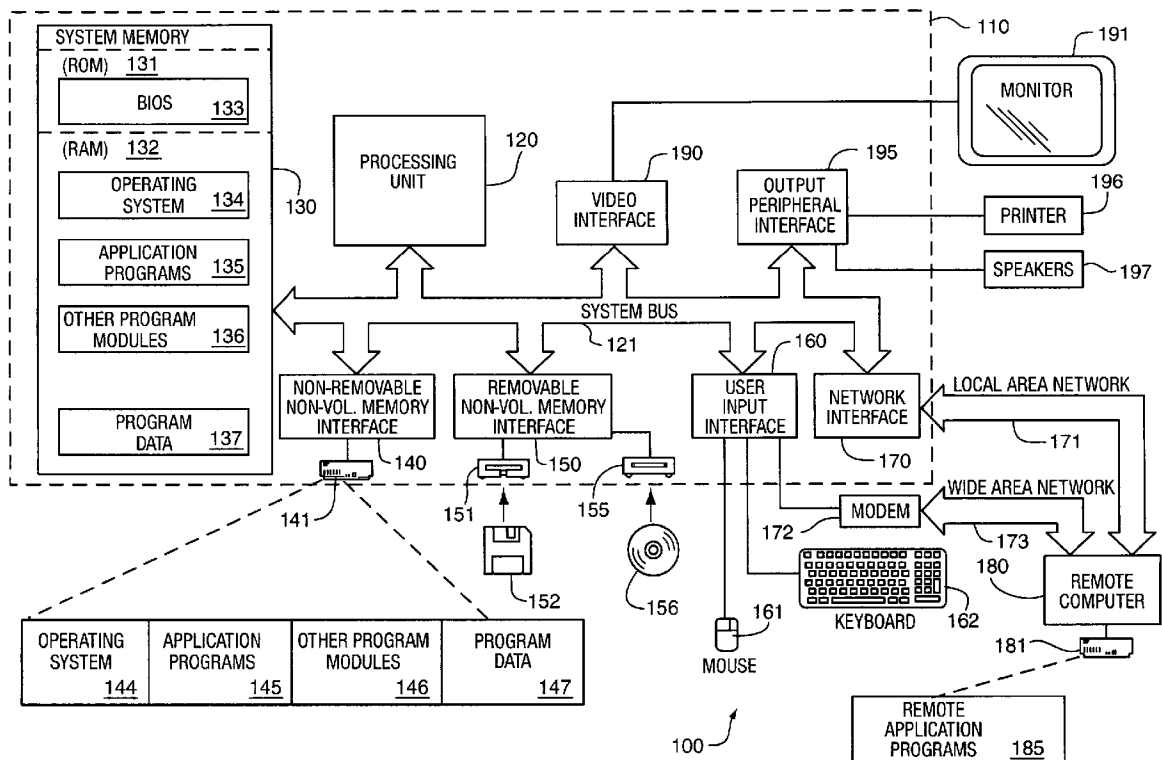 SYSTEM MEMORY
(ROM) 131
BIOS 133
(RAM) 132
OPERATING
SYSTEM 134
APPLICATION
PROGRAMS 135
OTHER PROGRAM
MODULES 136
PROGRAM
DATA 137
130
PROCESSING
UNIT
120
VIDEO
INTERFACE
190
OUTPUT
PERIPHERAL
INTERFACE
195
110
191
MONITOR
PRINTER
196
SPEAKERS
197
SYSTEM BUS
121
NON-REMOVABLE
NON-VOL. MEMORY
INTERFACE
140
REMOVABLE
NON-VOL. MEMORY
INTERFACE
150
USER
INPUT
INTERFACE
160
NETWORK
INTERFACE
170
LOCAL AREA NETWORK
171
WIDE AREA NETWORK
173
MODEM
172
141
151
152
155
156
MOUSE
161
KEYBOARD
162
180
REMOTE
COMPUTER
181
OPERATING
SYSTEM
144
APPLICATION
PROGRAMS
145
OTHER PROGRAM
MODULES
146
PROGRAM
DATA
147
100
REMOTE
APPLICATION
PROGRAMS 185